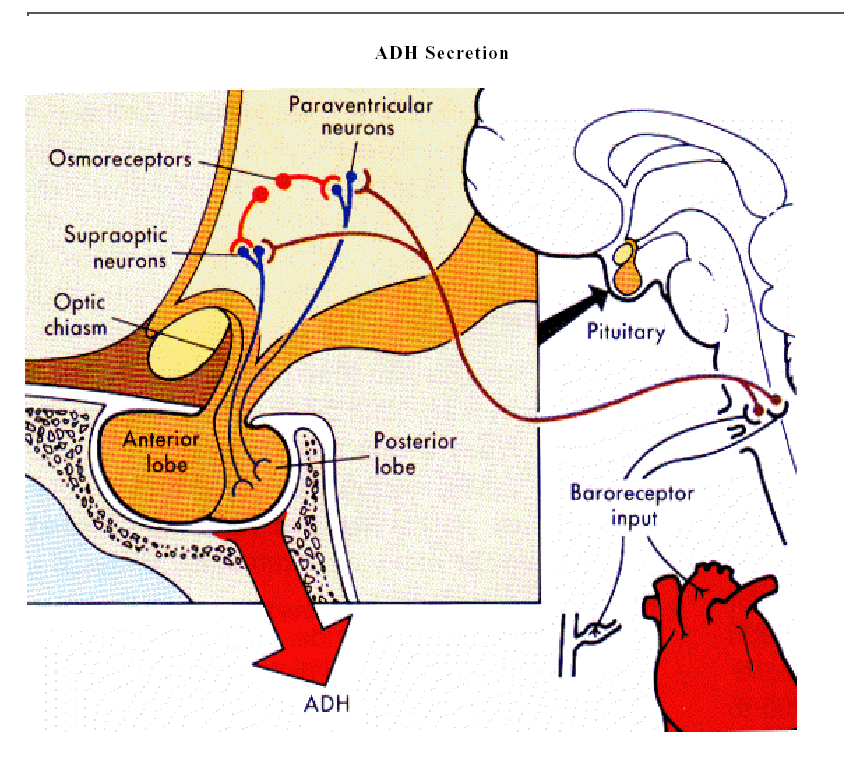 ADH Secretion
Paraventricular
neurons
Osmoreceptors
Supraoptic
neurons
Optic
chiasm
Pituitary
Anterior
lobe
Posterior
lobe
Baroreceptor
input
ADH